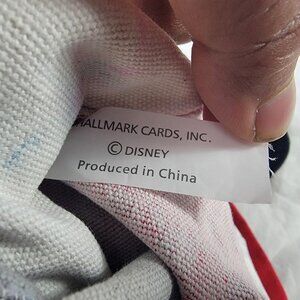 HALLMARK CARDS, INC.
© DISNEY
Produced in China